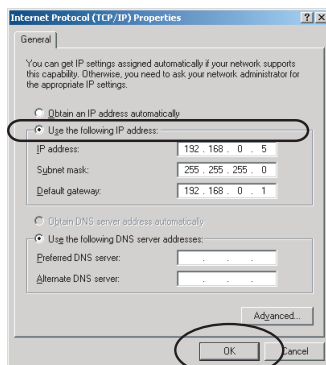 Internet Protocol (TCP/IP) Properties
General
You can get IP settings assigned automatically if your network supports
this capability. Otherwise, you need to ask your network administrator for
the appropriate IP settings.
Obtain an IP address automatically
Use the following IP address:
IP address: 192 . 168 . 0 . 5
Subnet mask: 255 . 255 . 255 . 0
Default gateway: 192 . 168 . 0 . 1
Obtain DNS server address automatically
Use the following DNS server addresses:
Preferred DNS server: . . .
Alternate DNS server: . . .
Advanced...
OK Cancel